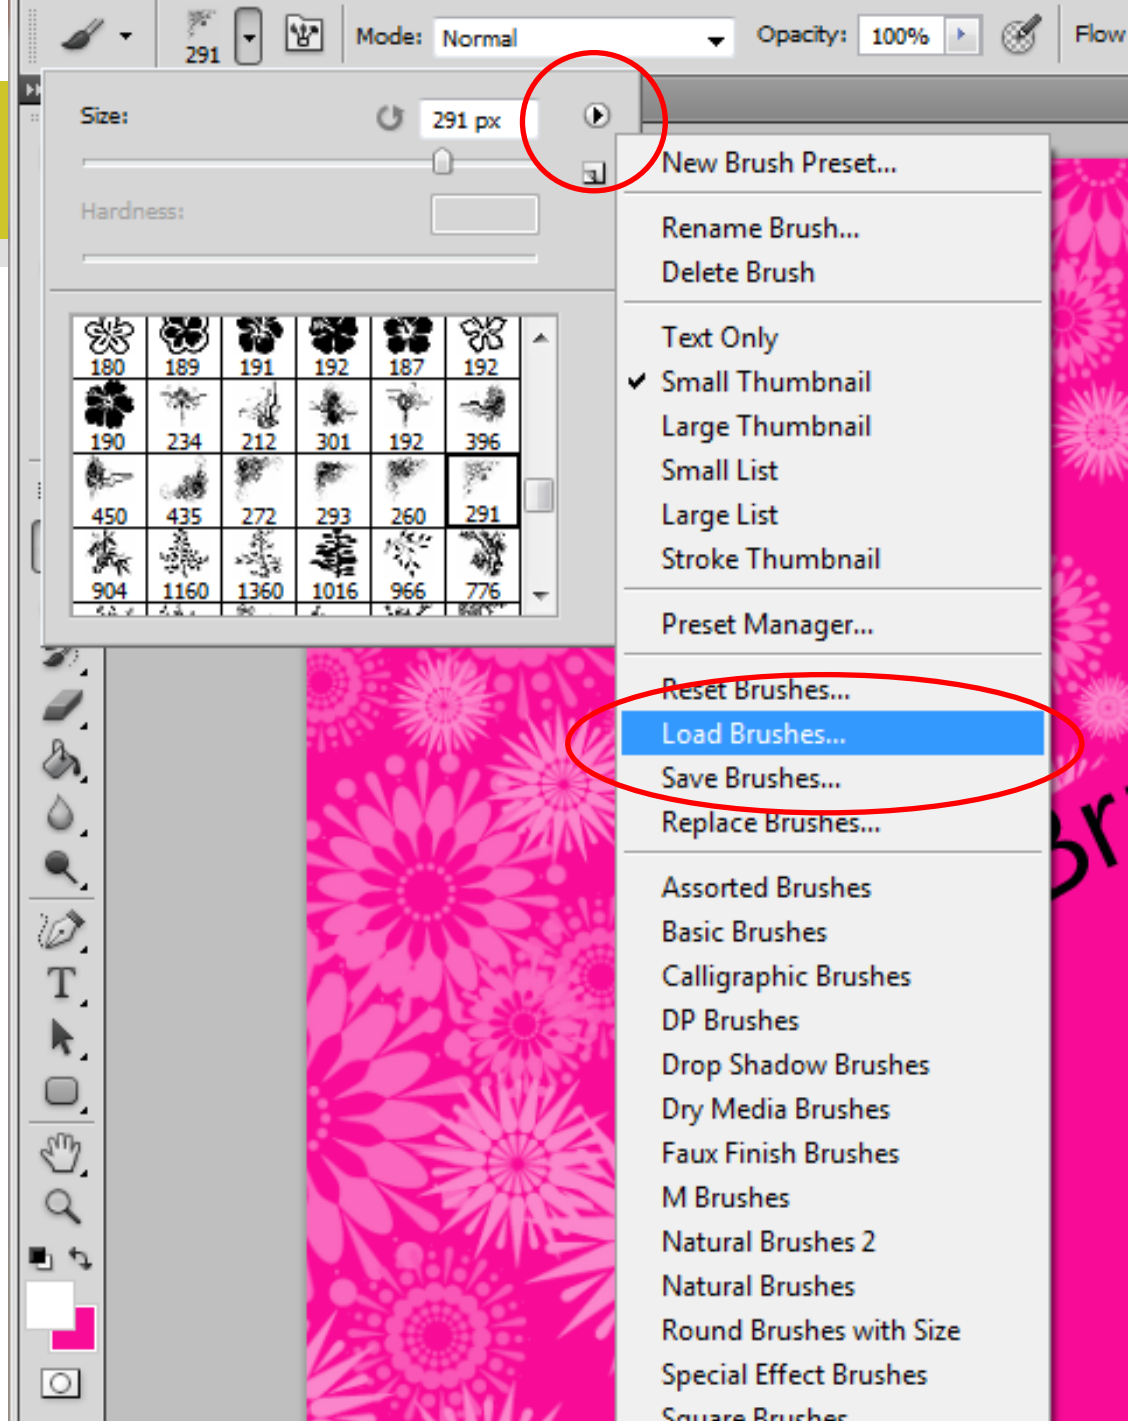 291
Mode: Normal
Opacity: 100%
Flow
Size: 291 px
Hardness:
180 189 191 192 187 192
190 234 212 301 192 396
450 435 272 293 260 291
904 1160 1360 1016 966 776
New Brush Preset...
Rename Brush...
Delete Brush
Text Only
Small Thumbnail
Large Thumbnail
Small List
Large List
Stroke Thumbnail
Preset Manager...
Reset Brushes...
Load Brushes...
Save Brushes...
Replace Brushes...
Assorted Brushes
Basic Brushes
Calligraphic Brushes
DP Brushes
Drop Shadow Brushes
Dry Media Brushes
Faux Finish Brushes
M Brushes
Natural Brushes 2
Natural Brushes
Round Brushes with Size
Special Effect Brushes
Square Brushes
T